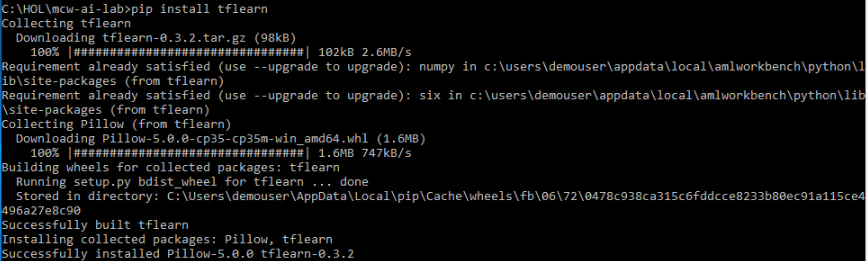 C:\HOL\mcw-ai-lab>pip install tflearn
Collecting tflearn
  Downloading tflearn-0.3.2.tar.gz (98kB)
    100% |################################| 102kB 2.6MB/s
Requirement already satisfied (use --upgrade to upgrade): numpy in c:\users\demouser\appdata\local\amlworkbench\python\l
ib\site-packages (from tflearn)
Requirement already satisfied (use --upgrade to upgrade): six in c:\users\demouser\appdata\local\amlworkbench\python\lib
\site-packages (from tflearn)
Collecting Pillow (from tflearn)
  Downloading Pillow-5.0.0-cp35-cp35m-win_amd64.whl (1.6MB)
    100% |################################| 1.6MB 747kB/s
Building wheels for collected packages: tflearn
  Running setup.py bdist_wheel for tflearn ... done
  Stored in directory: C:\Users\demouser\AppData\Local\pip\Cache\wheels\fb\06\72\0478c938ca315c6fddcce8233b80ec91a115ce4
496a27e8c90
Successfully built tflearn
Installing collected packages: Pillow, tflearn
Successfully installed Pillow-5.0.0 tflearn-0.3.2